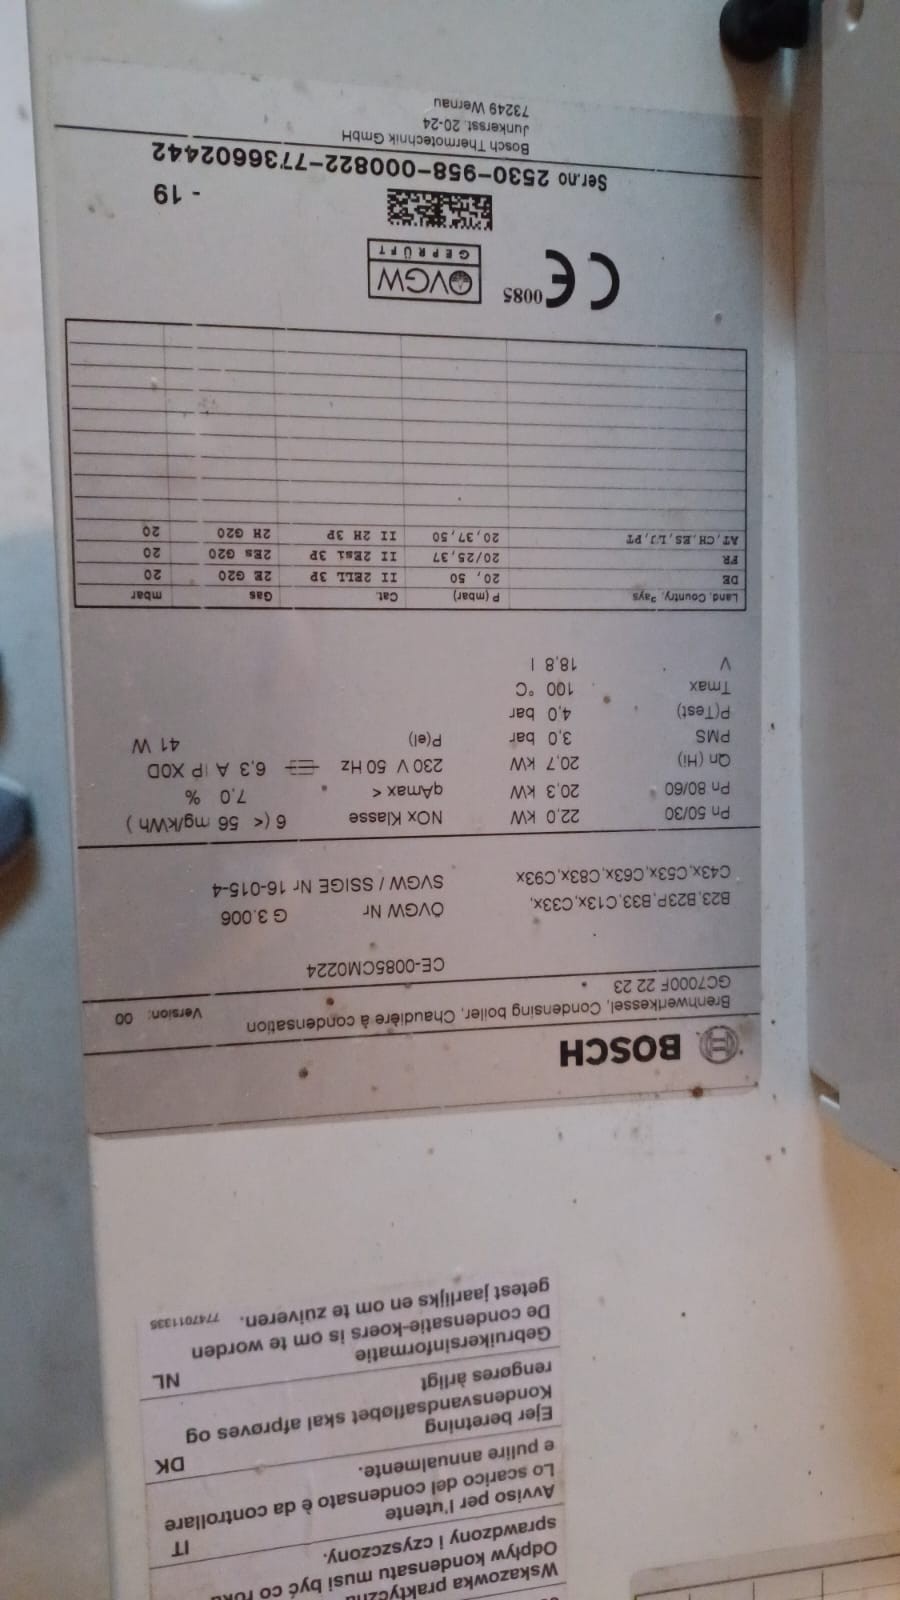 Wskazowka praktyczna
Odpływ kondensatu musi być co roku
sprawdzony i czyszczony.
IT
Avviso per l'utente
Lo scarico del condensato è da controllare
e pulire annualmente.
DK
Ejer beretning
Kondensvandsafløbet skal afprøves og
rengøres àrligt
NL
Gebruikersinformatie
De condensatie-koers is om te worden
getest jaarlijks en om te zuiveren. 7747011335
BOSCH
Brennwertkessel, Condensing boiler, Chaudière à condensation Version: 00
GC7000F 22 23
CE-0085CM0224
B23,B23P,B33,C13x,C33x, ÖVGW Nr G 3.006
C43x,C53x,C63x,C83x,C93x SVGW / SSIGE Nr 16-015-4
Pn 50/30 22,0 kW NOx Klasse 6 (< 56 mg/kWh )
Pn 80/60 20,3 kW qAmax < 7,0 %
Qn (Hi) 20,7 kW 230 V 50 Hz 6,3 A IP X0D
PMS 3,0 bar P(el) 41 W
P(Test) 4,0 bar
Tmax 100 °C
V 18,8 l
Land, Country, Pays P (mbar) Cat. Gas mbar
DE 20, 50 II 2ELL 3P 2E G20 20
FR 20/25,37 II 2Esi 3P 2Es G20 20
AT,CH,ES,LJ,PT 20,37,50 II 2H 3P 2H G20 20
CE 0085
ÖVGW
GEPRÜFT
- 19
Ser.no 2530-958-000822-7736602442
Bosch Thermotechnik GmbH
Junkersst. 20-24
73249 Wernau